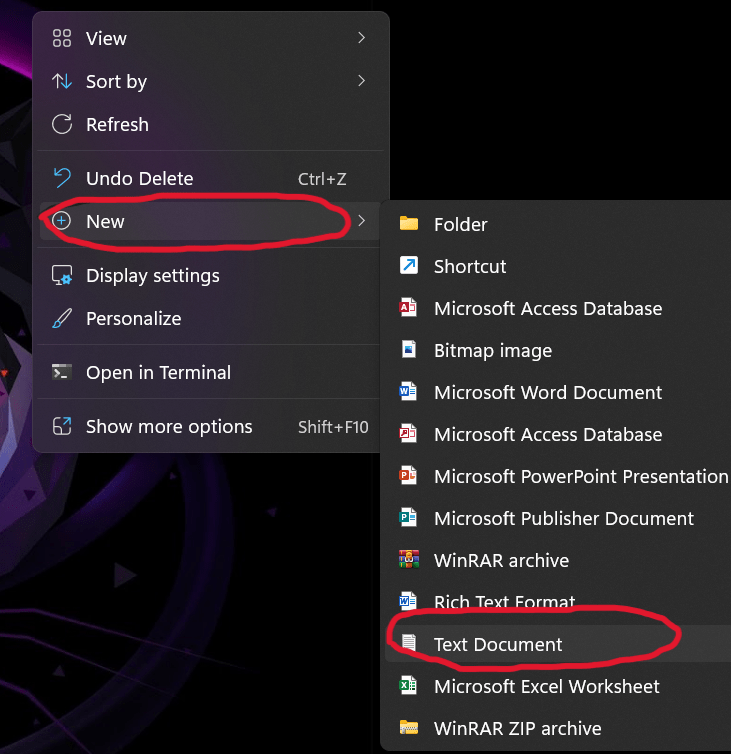 View
Sort by
Refresh
Undo Delete Ctrl+Z
New
Display settings
Personalize
Open in Terminal
Show more options Shift+F10
Folder
Shortcut
Microsoft Access Database
Bitmap image
Microsoft Word Document
Microsoft Access Database
Microsoft PowerPoint Presentation
Microsoft Publisher Document
WinRAR archive
Rich Text Format
Text Document
Microsoft Excel Worksheet
WinRAR ZIP archive